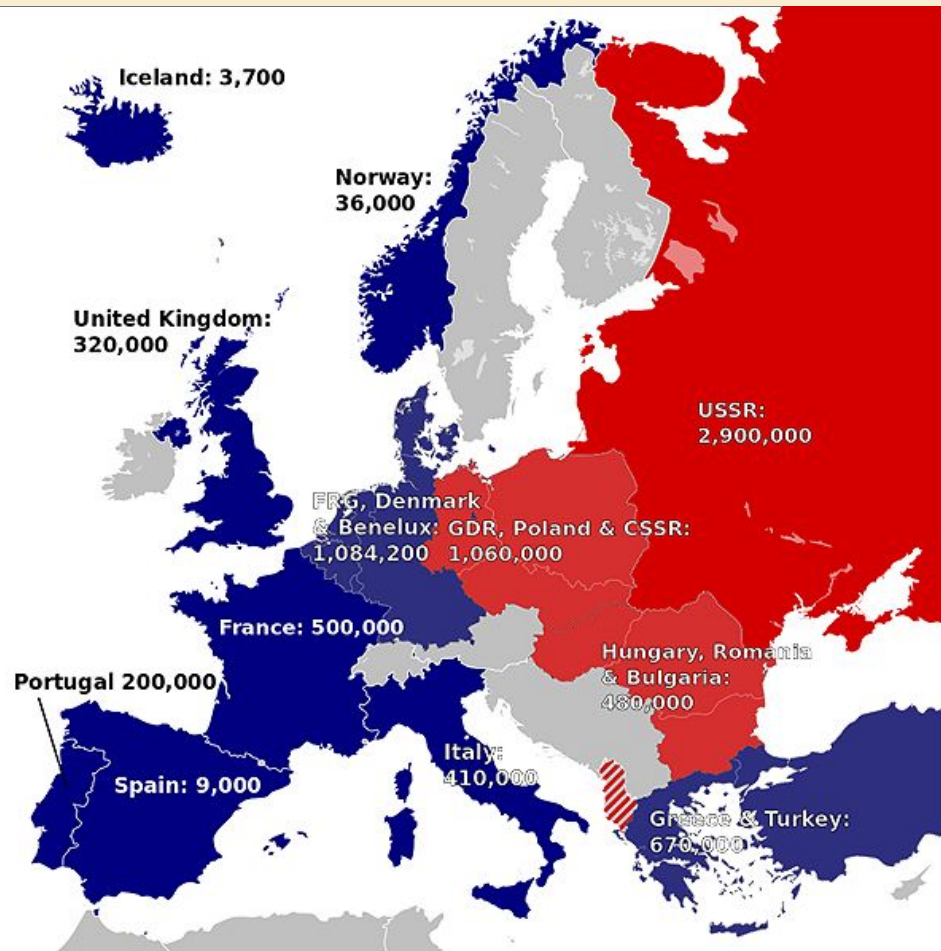 Iceland: 3,700
Norway:
36,000
United Kingdom:
320,000
USSR:
2,900,000
FRG, Denmark
& Benelux:
1,084,200
GDR, Poland & CSSR:
1,060,000
France: 500,000
Hungary, Romania
& Bulgaria:
480,000
Portugal 200,000
Italy:
410,000
Spain: 9,000
Greece & Turkey:
670,000